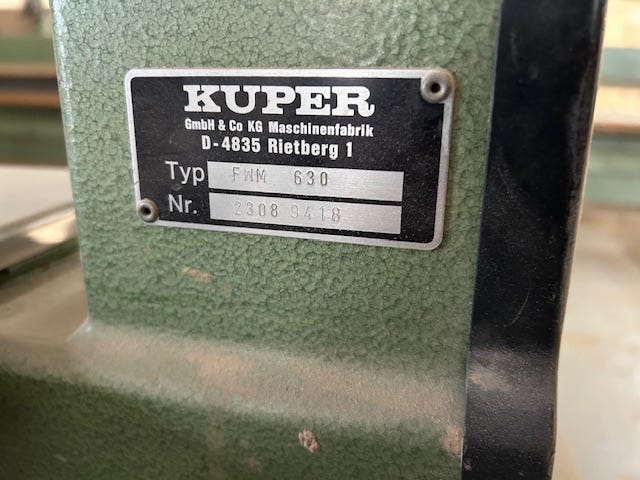 KUPER
GmbH & Co KG Maschinenfabrik
D-4835 Rietberg 1
Typ FWM 630
Nr. 2308 9418